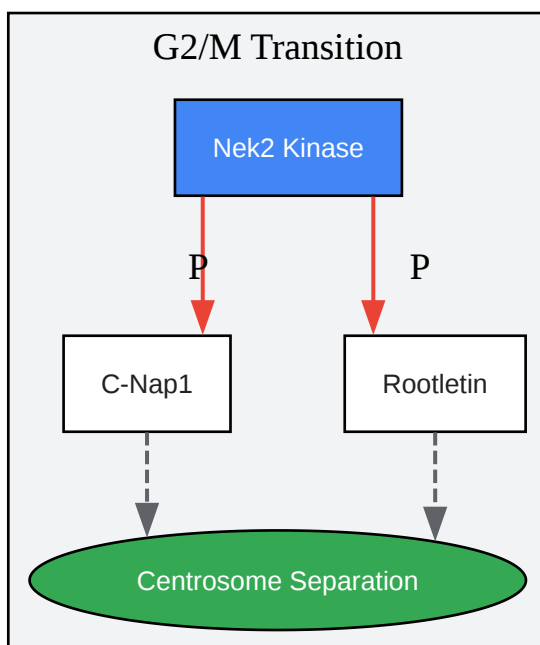 G2/M Transition
Nek2 Kinase
P
P
C-Nap1
Rootletin
Centrosome Separation